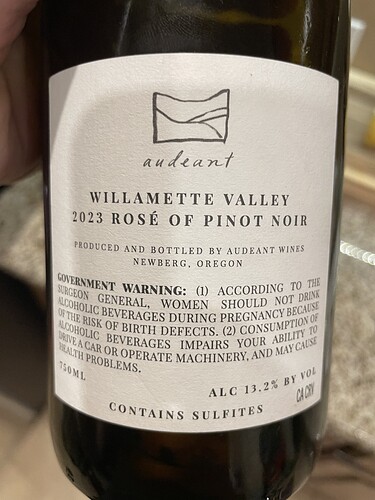 audeant
WILLAMETTE VALLEY
2023 ROSÉ OF PINOT NOIR
PRODUCED AND BOTTLED BY AUDEANT WINES
NEWBERG, OREGON
GOVERNMENT WARNING: (1) ACCORDING TO THE
SURGEON GENERAL, WOMEN SHOULD NOT DRINK
ALCOHOLIC BEVERAGES DURING PREGNANCY BECAUSE
OF THE RISK OF BIRTH DEFECTS. (2) CONSUMPTION OF
ALCOHOLIC BEVERAGES IMPAIRS YOUR ABILITY TO
DRIVE A CAR OR OPERATE MACHINERY, AND MAY CAUSE
HEALTH PROBLEMS.
750ML
ALC 13.2% BY VOL
CA CRV
CONTAINS SULFITES